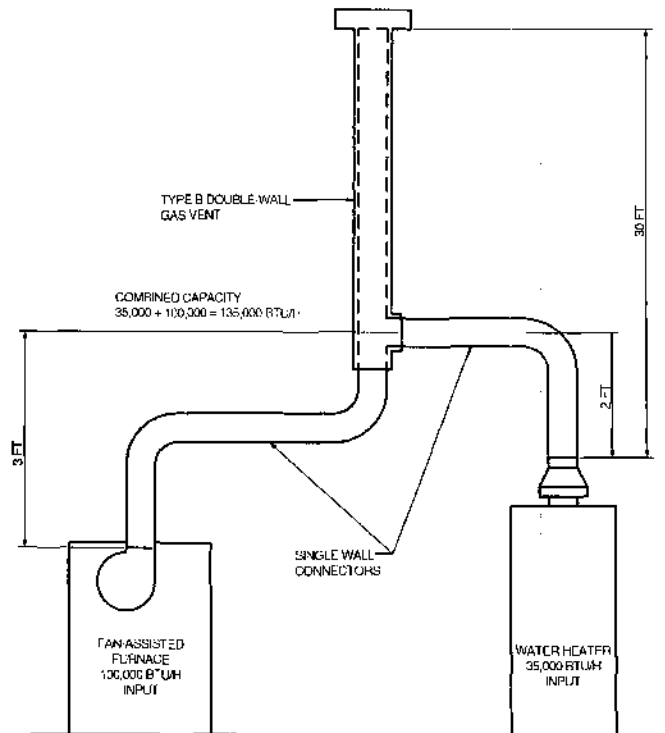 TYPE B DOUBLE-WALL
GAS VENT
30 FT
COMBINED CAPACITY
35,000 + 100,000 = 135,000 BTU/H
2 FT
3 FT
SINGLE WALL
CONNECTORS
FAN-ASSISTED
FURNACE
100,000 BTU/H
INPUT
WATER HEATER
35,000 BTU/H
INPUT